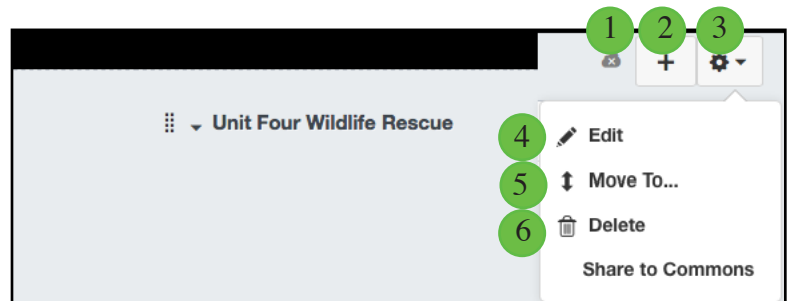 1 2 3
Unit Four Wildlife Rescue
4 Edit
5 Move To...
6 Delete
Share to Commons